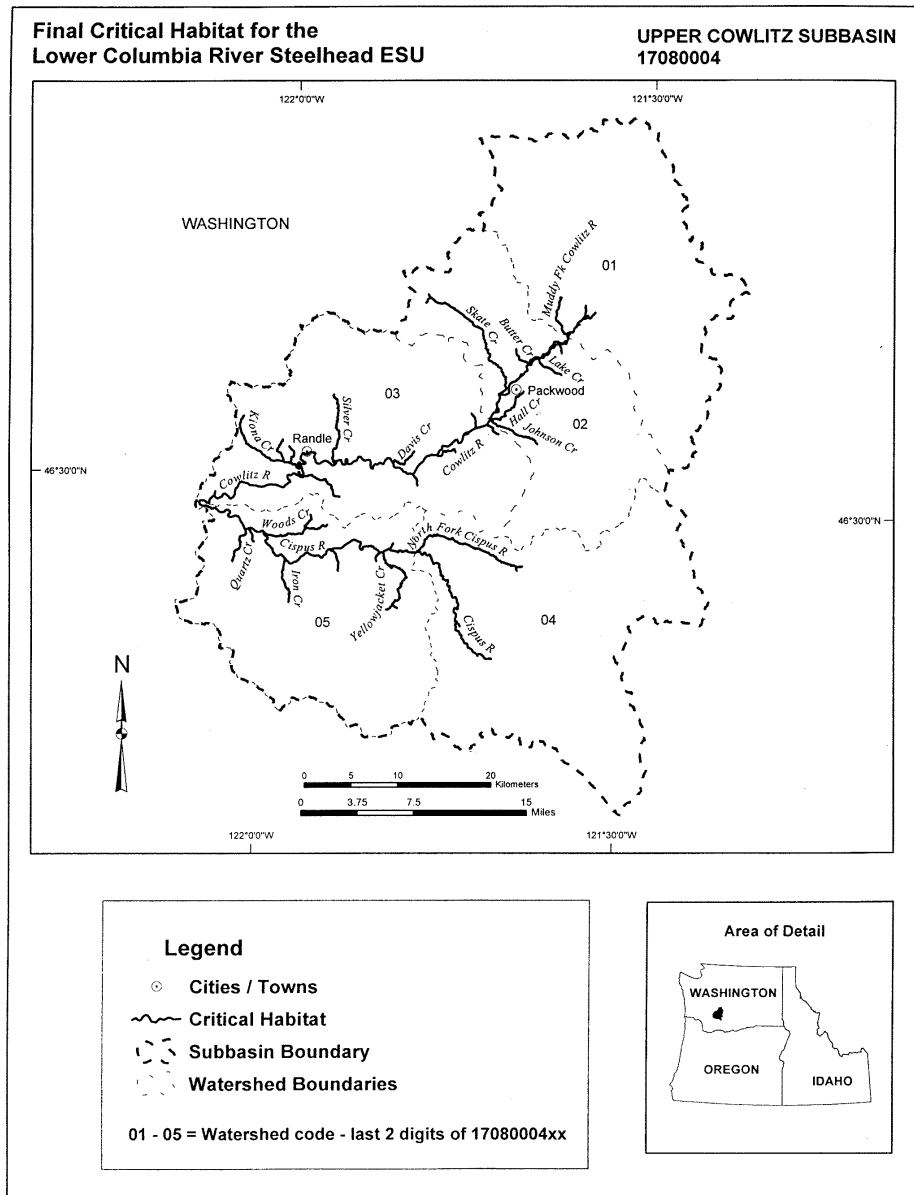 Final Critical Habitat for the
Lower Columbia River Steelhead ESU
UPPER COWLITZ SUBBASIN
17080004
122°0'0"W
121°30'0"W
WASHINGTON
Muddy Fk Cowlitz R
01
Skate Cr
Butter Cr
Lake Cr
Packwood
03
Silver Cr
Hall Cr
02
Kiona Cr
Randle
Davis Cr
Johnson Cr
Cowlitz R
46°30'0"N
Cowlitz R
46°30'0"N
Woods Cr
North Fork Cispus R
Cispus R
Quartz Cr
Iron Cr
Yellowjacket Cr
05
04
Cispus R
N
0 5 10 20
Kilometers
0 3.75 7.5 15
Miles
122°0'0"W
121°30'0"W
Legend
Cities / Towns
Critical Habitat
Subbasin Boundary
Watershed Boundaries
01 - 05 = Watershed code - last 2 digits of 17080004xx
Area of Detail
WASHINGTON
OREGON
IDAHO